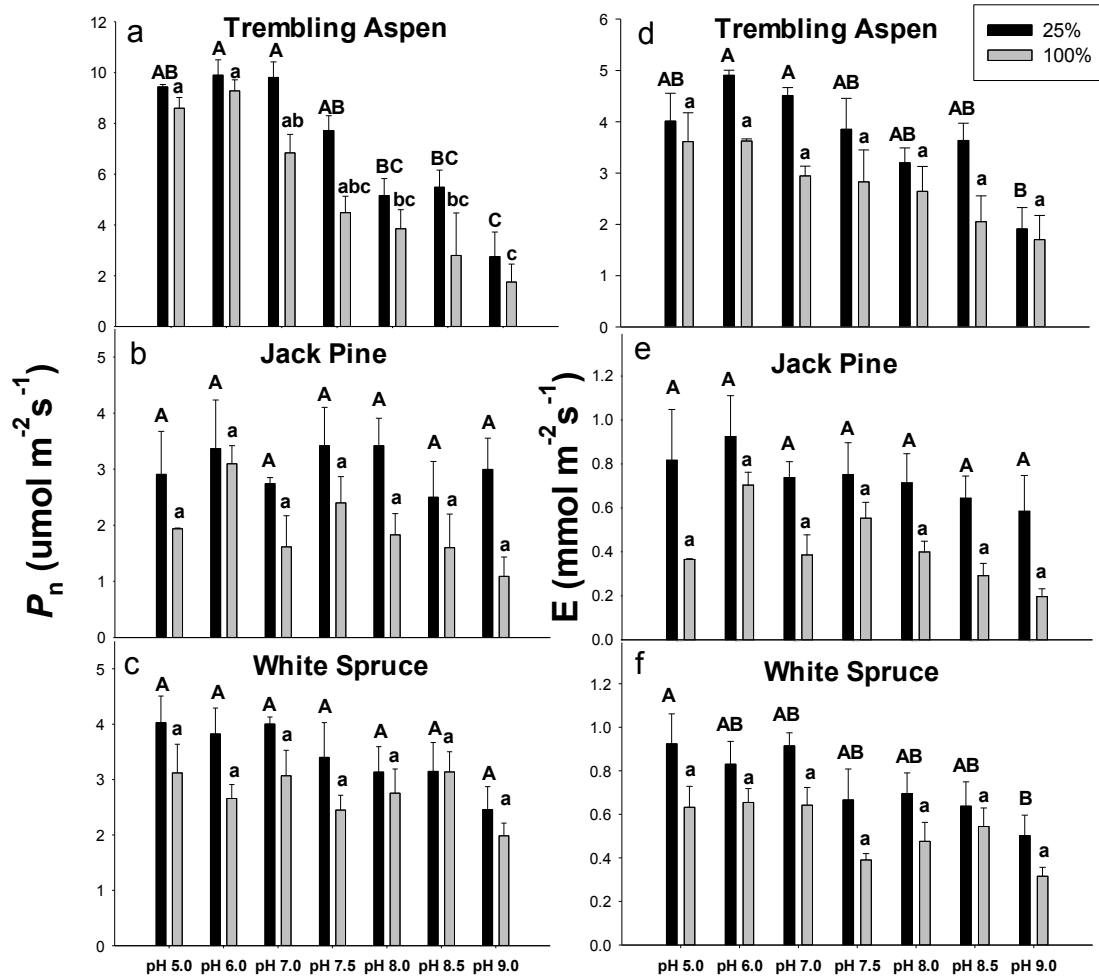 a Trembling Aspen
12
10
8
6
4
2
0
AB a A a A ab AB abc BC bc BC bc C c
b Jack Pine
5
4
3
2
1
0
A a A a A a A a A a A a A a
c White Spruce
5
4
3
2
1
0
A a A a A a A a A a A a A a
pH 5.0 pH 6.0 pH 7.0 pH 7.5 pH 8.0 pH 8.5 pH 9.0
Pn (umol m-2s-1)
d Trembling Aspen
25%
100%
6
5
4
3
2
1
0
AB a A a A a AB a AB a AB a B a
e Jack Pine
1.2
1.0
0.8
0.6
0.4
0.2
0.0
A a A a A a A a A a A a A a
f White Spruce
1.2
1.0
0.8
0.6
0.4
0.2
0.0
A a AB a AB a AB a AB a AB a B a
pH 5.0 pH 6.0 pH 7.0 pH 7.5 pH 8.0 pH 8.5 pH 9.0
E (mmol m-2s-1)